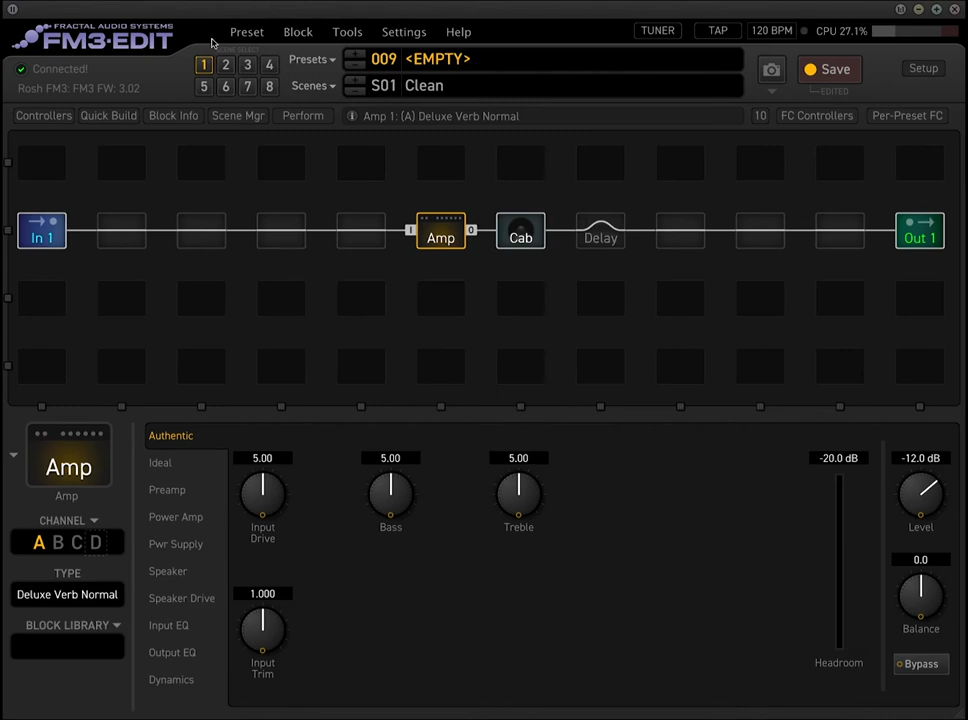 FRACTAL AUDIO SYSTEMS
FM3-EDIT
Preset Block Tools Settings Help
TUNER TAP 120 BPM CPU 27.1%
SCENE SELECT
1 2 3 4
5 6 7 8
Presets 009 <EMPTY>
Scenes S01 Clean
Save
EDITED
Setup
Connected!
Rosh FM3: FM3 FW: 3.02
Controllers Quick Build Block Info Scene Mgr Perform Amp 1: (A) Deluxe Verb Normal 10 FC Controllers Per-Preset FC
In 1 I Amp O Cab Delay Out 1
Amp
Amp
CHANNEL
A B C D
TYPE
Deluxe Verb Normal
BLOCK LIBRARY
Authentic
Ideal
Preamp
Power Amp
Pwr Supply
Speaker
Speaker Drive
Input EQ
Output EQ
Dynamics
5.00 5.00 5.00
Input Drive
Bass
Treble
1.000
Input Trim
-20.0 dB
Headroom
-12.0 dB
Level
0.0
Balance
Bypass